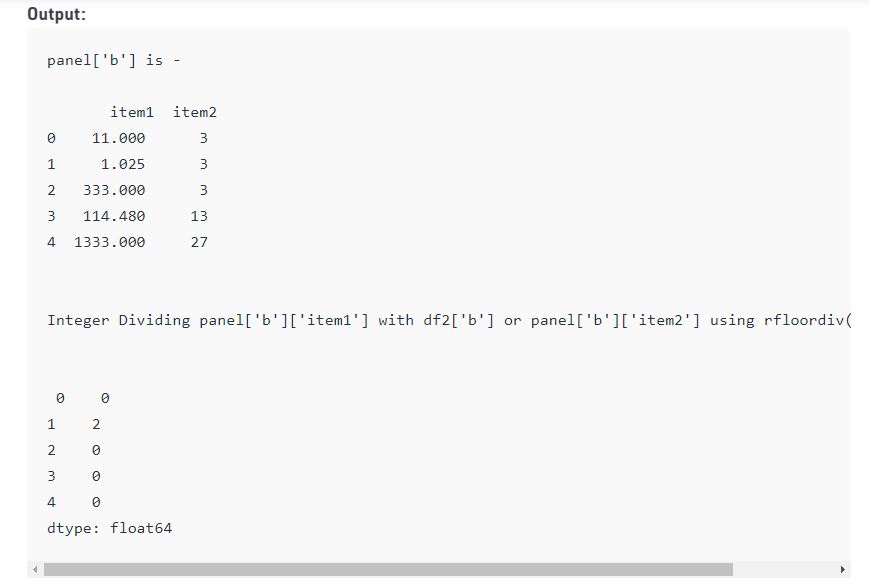 Output:
panel['b'] is -
       item1  item2
0    11.000      3
1     1.025      3
2   333.000      3
3   114.480     13
4  1333.000     27
Integer Dividing panel['b']['item1'] with df2['b'] or panel['b']['item2'] using rfloordiv(
 0    0
1    2
2    0
3    0
4    0
dtype: float64